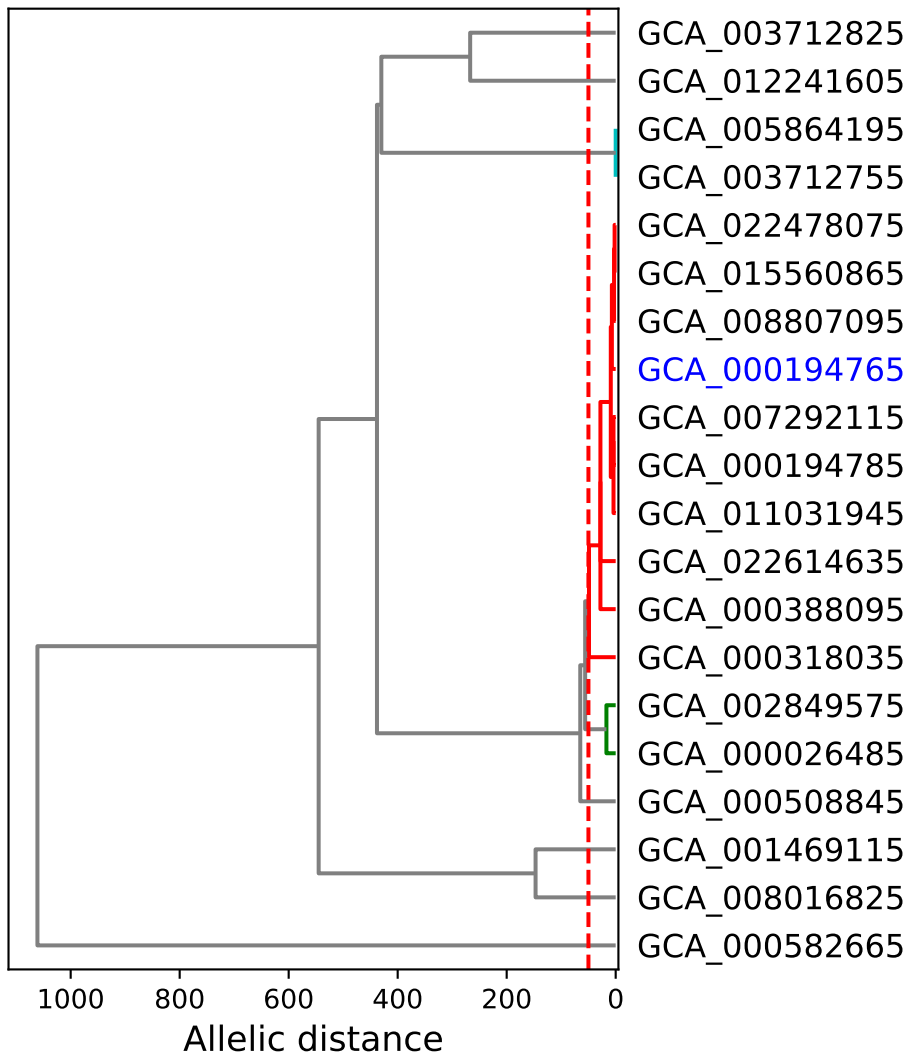 GCA_003712825
GCA_012241605
GCA_005864195
GCA_003712755
GCA_022478075
GCA_015560865
GCA_008807095
GCA_000194765
GCA_007292115
GCA_000194785
GCA_011031945
GCA_022614635
GCA_000388095
GCA_000318035
GCA_002849575
GCA_000026485
GCA_000508845
GCA_001469115
GCA_008016825
GCA_000582665
1000 800 600 400 200 0
Allelic distance